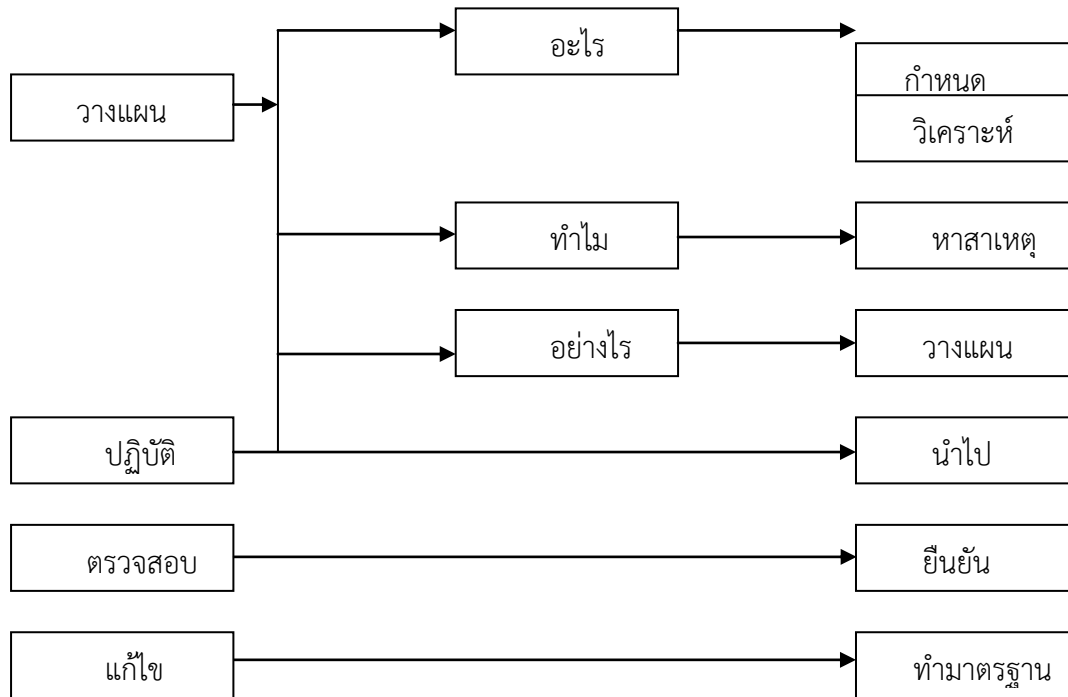 อะไร
กำหนด
วางแผน
วิเคราะห์
ทำไม
หาสาเหตุ
อย่างไร
วางแผน
ปฏิบัติ
นำไป
ตรวจสอบ
ยืนยัน
แก้ไข
ทำมาตรฐาน